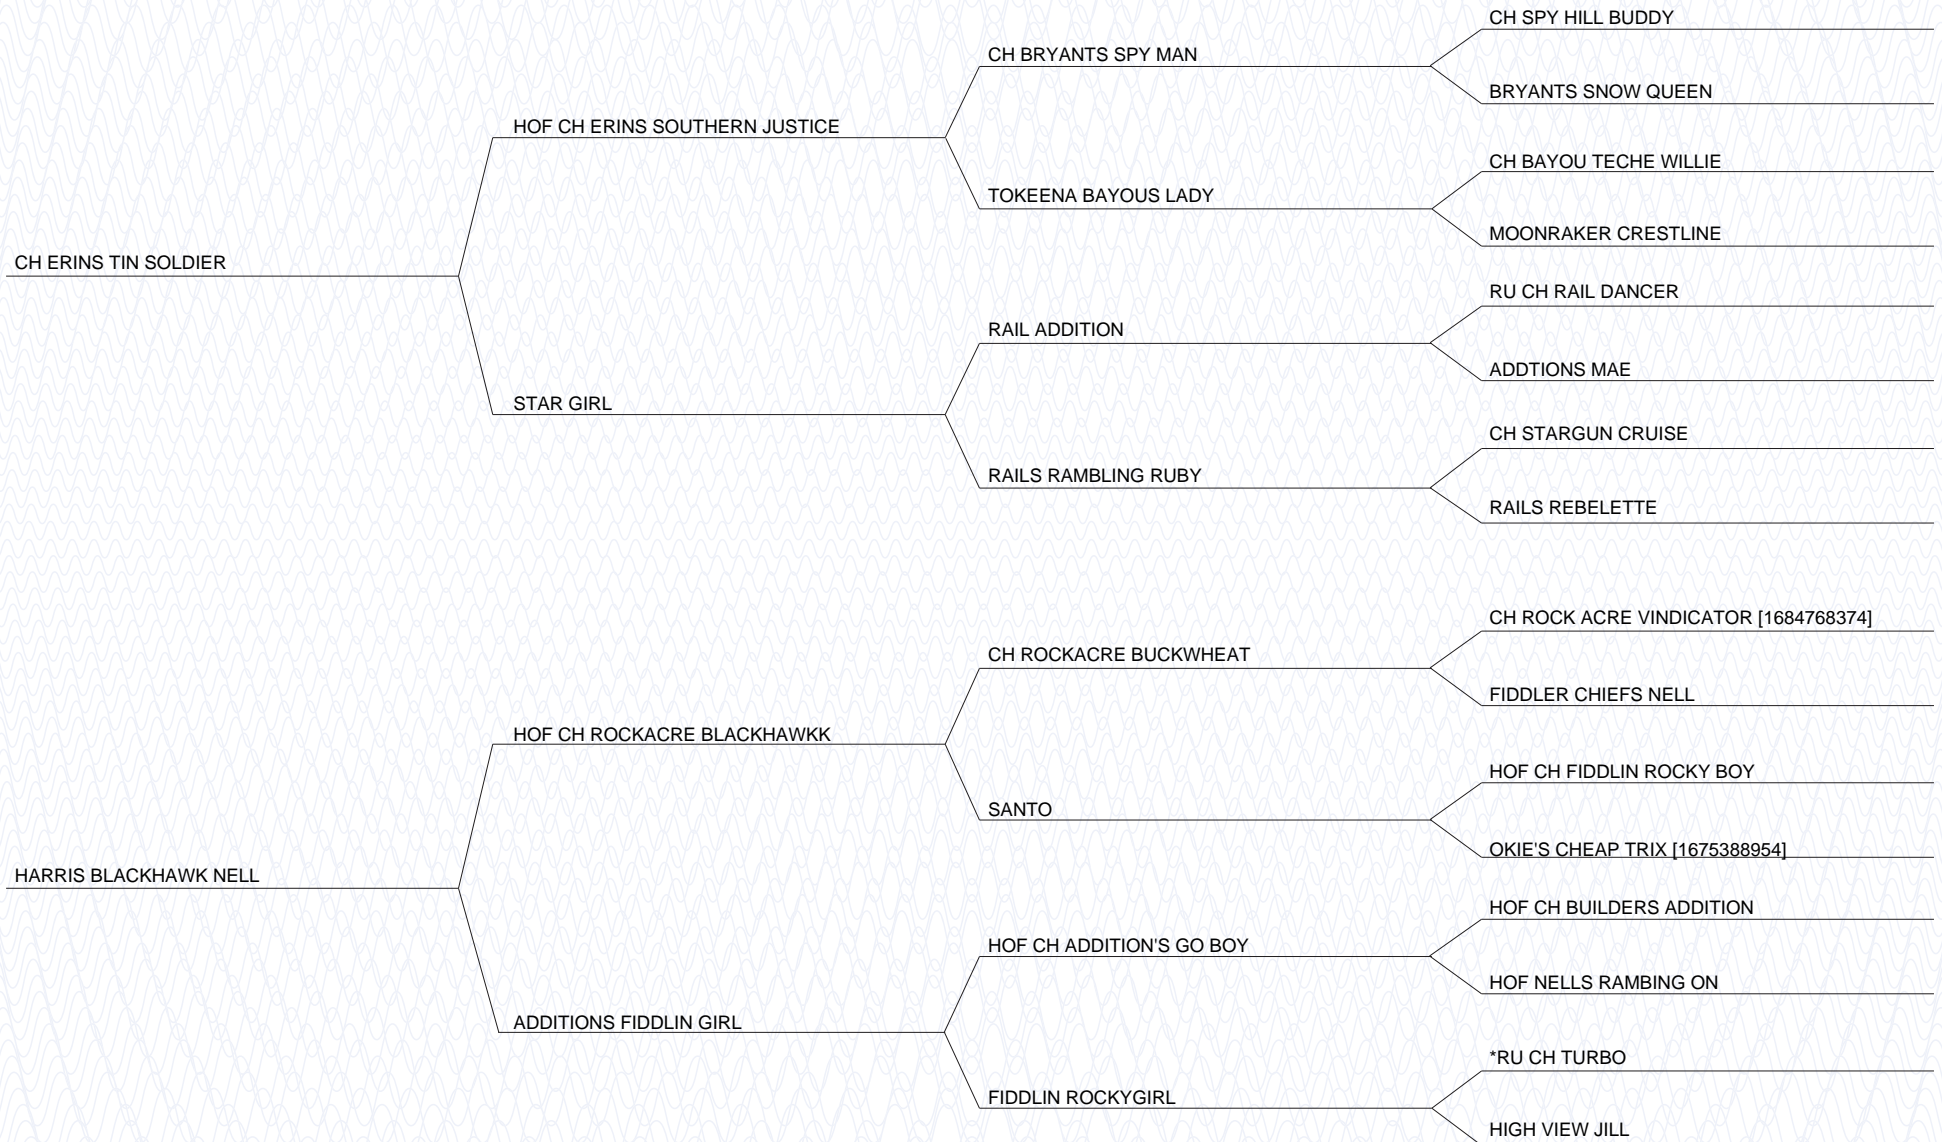 CH SPY HILL BUDDY
CH BRYANTS SPY MAN
BRYANTS SNOW QUEEN
HOF CH ERINS SOUTHERN JUSTICE
CH BAYOU TECHE WILLIE
TOKEENA BAYOUS LADY
MOONRAKER CRESTLINE
CH ERINS TIN SOLDIER
RU CH RAIL DANCER
RAIL ADDITION
ADDTIONS MAE
STAR GIRL
CH STARGUN CRUISE
RAILS RAMBLING RUBY
RAILS REBELETTE
CH ROCK ACRE VINDICATOR [1684768374]
CH ROCKACRE BUCKWHEAT
FIDDLER CHIEFS NELL
HOF CH ROCKACRE BLACKHAWKK
HOF CH FIDDLIN ROCKY BOY
SANTO
OKIE'S CHEAP TRIX [1675388954]
HARRIS BLACKHAWK NELL
HOF CH BUILDERS ADDITION
HOF CH ADDITION'S GO BOY
HOF NELLS RAMBING ON
ADDITIONS FIDDLIN GIRL
*RU CH TURBO
FIDDLIN ROCKYGIRL
HIGH VIEW JILL